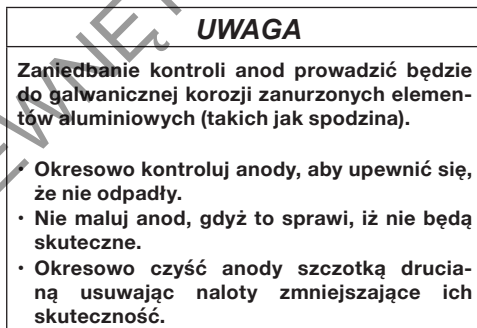 UWAGA
Zaniedbanie kontroli anod prowadzić będzie
do galwanicznej korozji zanurzonych elemen-
tów aluminiowych (takich jak spodzina).
· Okresowo kontroluj anody, aby upewnić się,
że nie odpadły.
· Nie maluj anod, gdyż to sprawi, iż nie będą
skuteczne.
· Okresowo czyść anody szczotką drucia-
ną usuwając naloty zmniejszające ich
skuteczność.